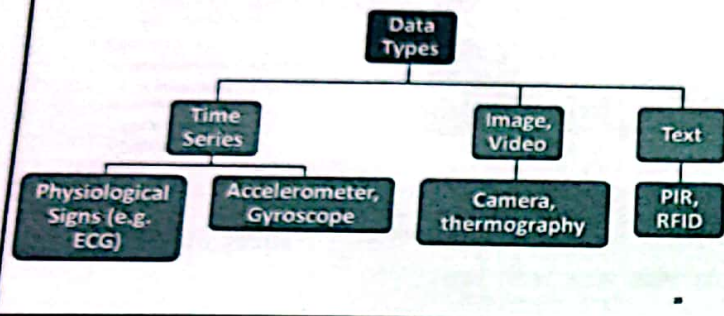 Data
Types
Time
Series
Image,
Video
Text
Physiological
Signs (e.g.
ECG)
Accelerometer,
Gyroscope
Camera,
thermography
PIR,
RFID